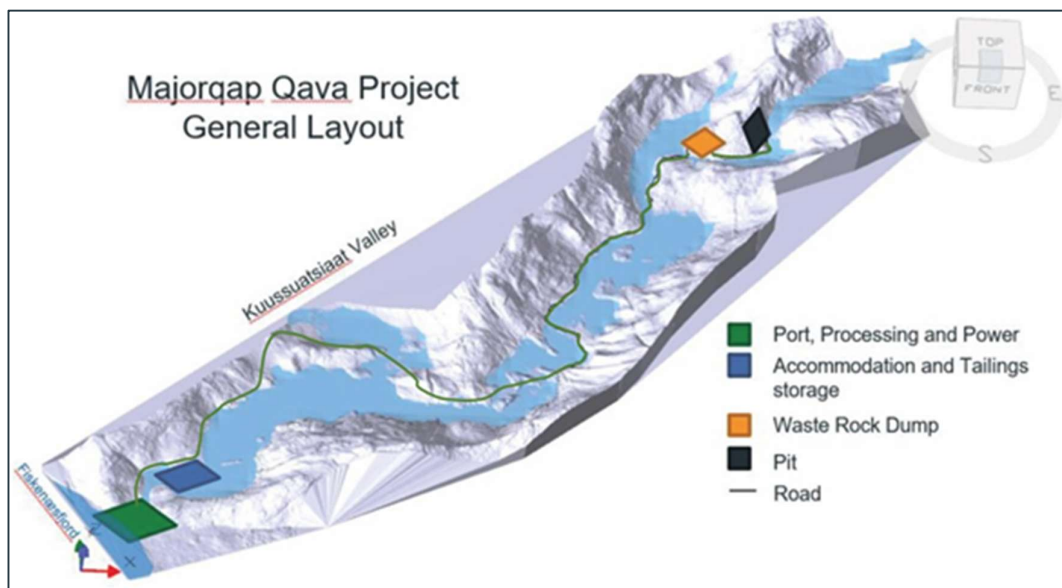 Majorqap Qava Project
General Layout
TOP
FRONT
W
E
S
Kuussuatsiaat Valley
Port, Processing and Power
Accommodation and Tailings
storage
Waste Rock Dump
Pit
Road
Fiskenæsfjord
Z
X